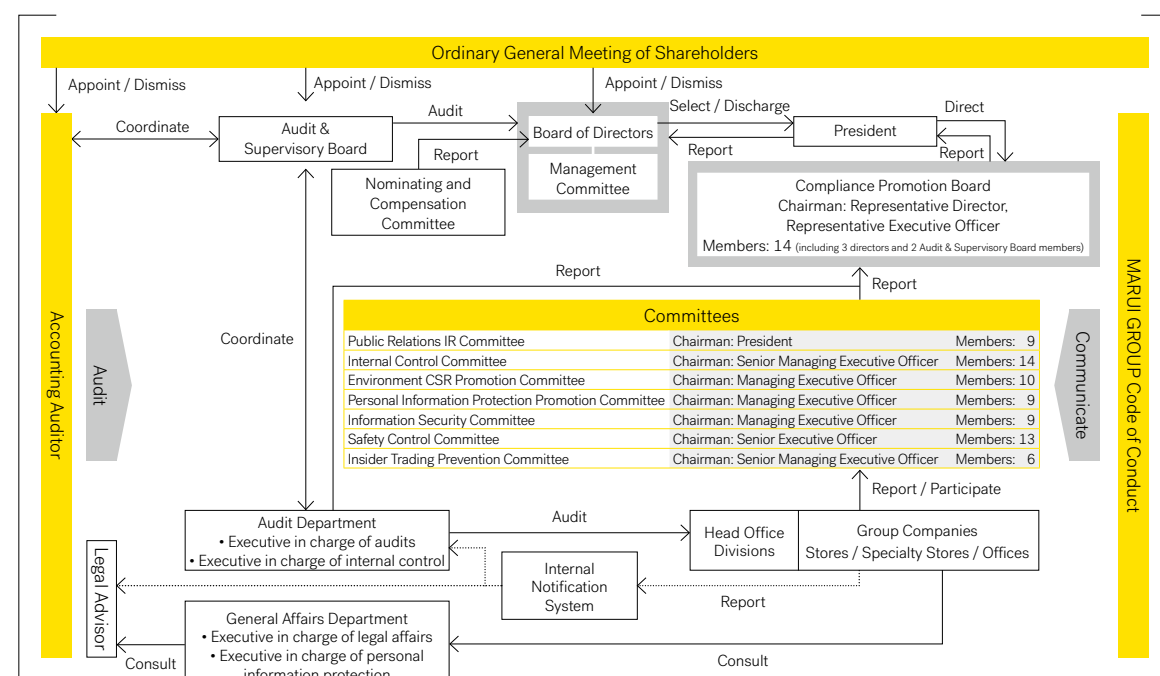 Ordinary General Meeting of Shareholders
Appoint / Dismiss
Appoint / Dismiss
Appoint / Dismiss
Coordinate
Audit &
Supervisory Board
Audit
Report
Nominating and
Compensation
Committee
Board of Directors
Management
Committee
Select / Discharge
Report
President
Direct
Report
Compliance Promotion Board
Chairman: Representative Director,
Representative Executive Officer
Members: 14 (including 3 directors and 2 Audit & Supervisory Board members)
Report
Report
Accounting Auditor
Audit
Coordinate
Committees
Public Relations IR Committee Chairman: President Members: 9
Internal Control Committee Chairman: Senior Managing Executive Officer Members: 14
Environment CSR Promotion Committee Chairman: Managing Executive Officer Members: 10
Personal Information Protection Promotion Committee Chairman: Managing Executive Officer Members: 9
Information Security Committee Chairman: Managing Executive Officer Members: 9
Safety Control Committee Chairman: Senior Executive Officer Members: 13
Insider Trading Prevention Committee Chairman: Senior Managing Executive Officer Members: 6
Communicate
MARUI GROUP Code of Conduct
Report / Participate
Audit Department
• Executive in charge of audits
• Executive in charge of internal control
Audit
Head Office
Divisions
Group Companies
Stores / Specialty Stores / Offices
Legal Advisor
Internal
Notification
System
Report
General Affairs Department
• Executive in charge of legal affairs
• Executive in charge of personal
information protection
Consult
Consult